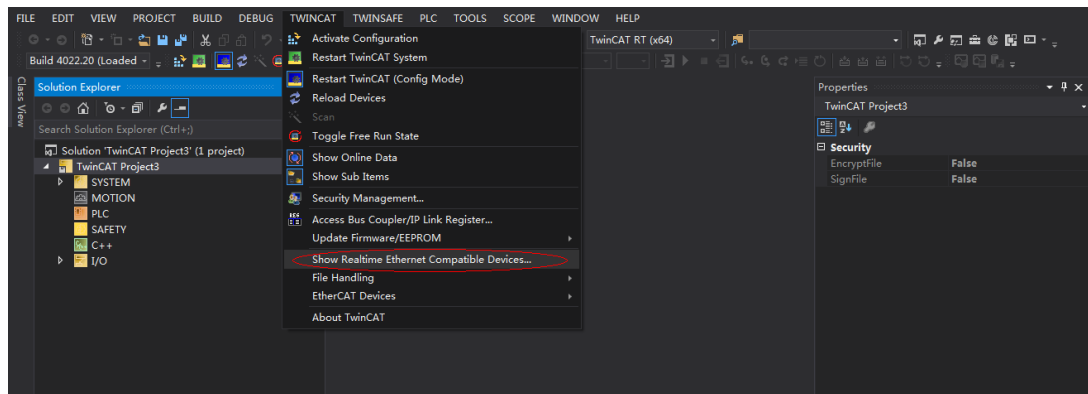 FILE EDIT VIEW PROJECT BUILD DEBUG TWINCAT TWINSAFE PLC TOOLS SCOPE WINDOW HELP
TwinCAT RT (x64)
Build 4022.20 (Loaded
Class View
Solution Explorer
Search Solution Explorer (Ctrl+;)
Solution 'TwinCAT Project3' (1 project)
TwinCAT Project3
SYSTEM
MOTION
PLC
SAFETY
C++
I/O
Activate Configuration
Restart TwinCAT System
Restart TwinCAT (Config Mode)
Reload Devices
Scan
Toggle Free Run State
Show Online Data
Show Sub Items
Security Management...
Access Bus Coupler/IP Link Register...
Update Firmware/EEPROM
Show Realtime Ethernet Compatible Devices...
File Handling
EtherCAT Devices
About TwinCAT
Properties
TwinCAT Project3
Security
EncryptFile False
SignFile False